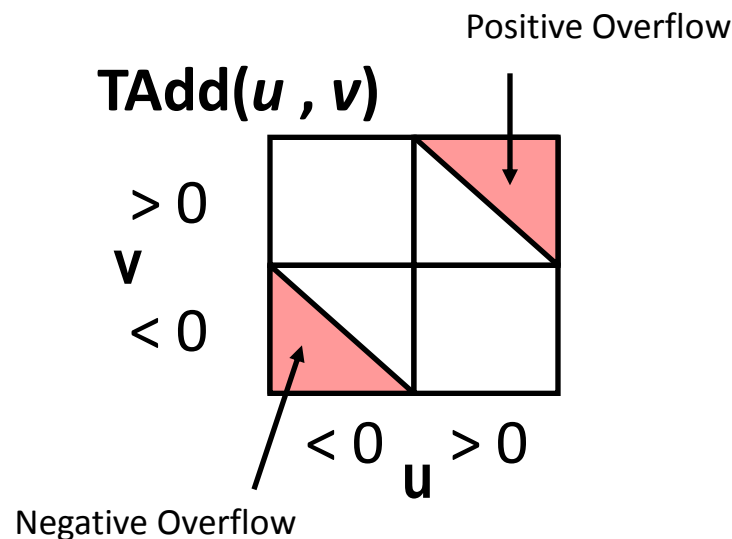 Positive Overflow
TAdd(u , v)
> 0
v
< 0
< 0 > 0
u
Negative Overflow